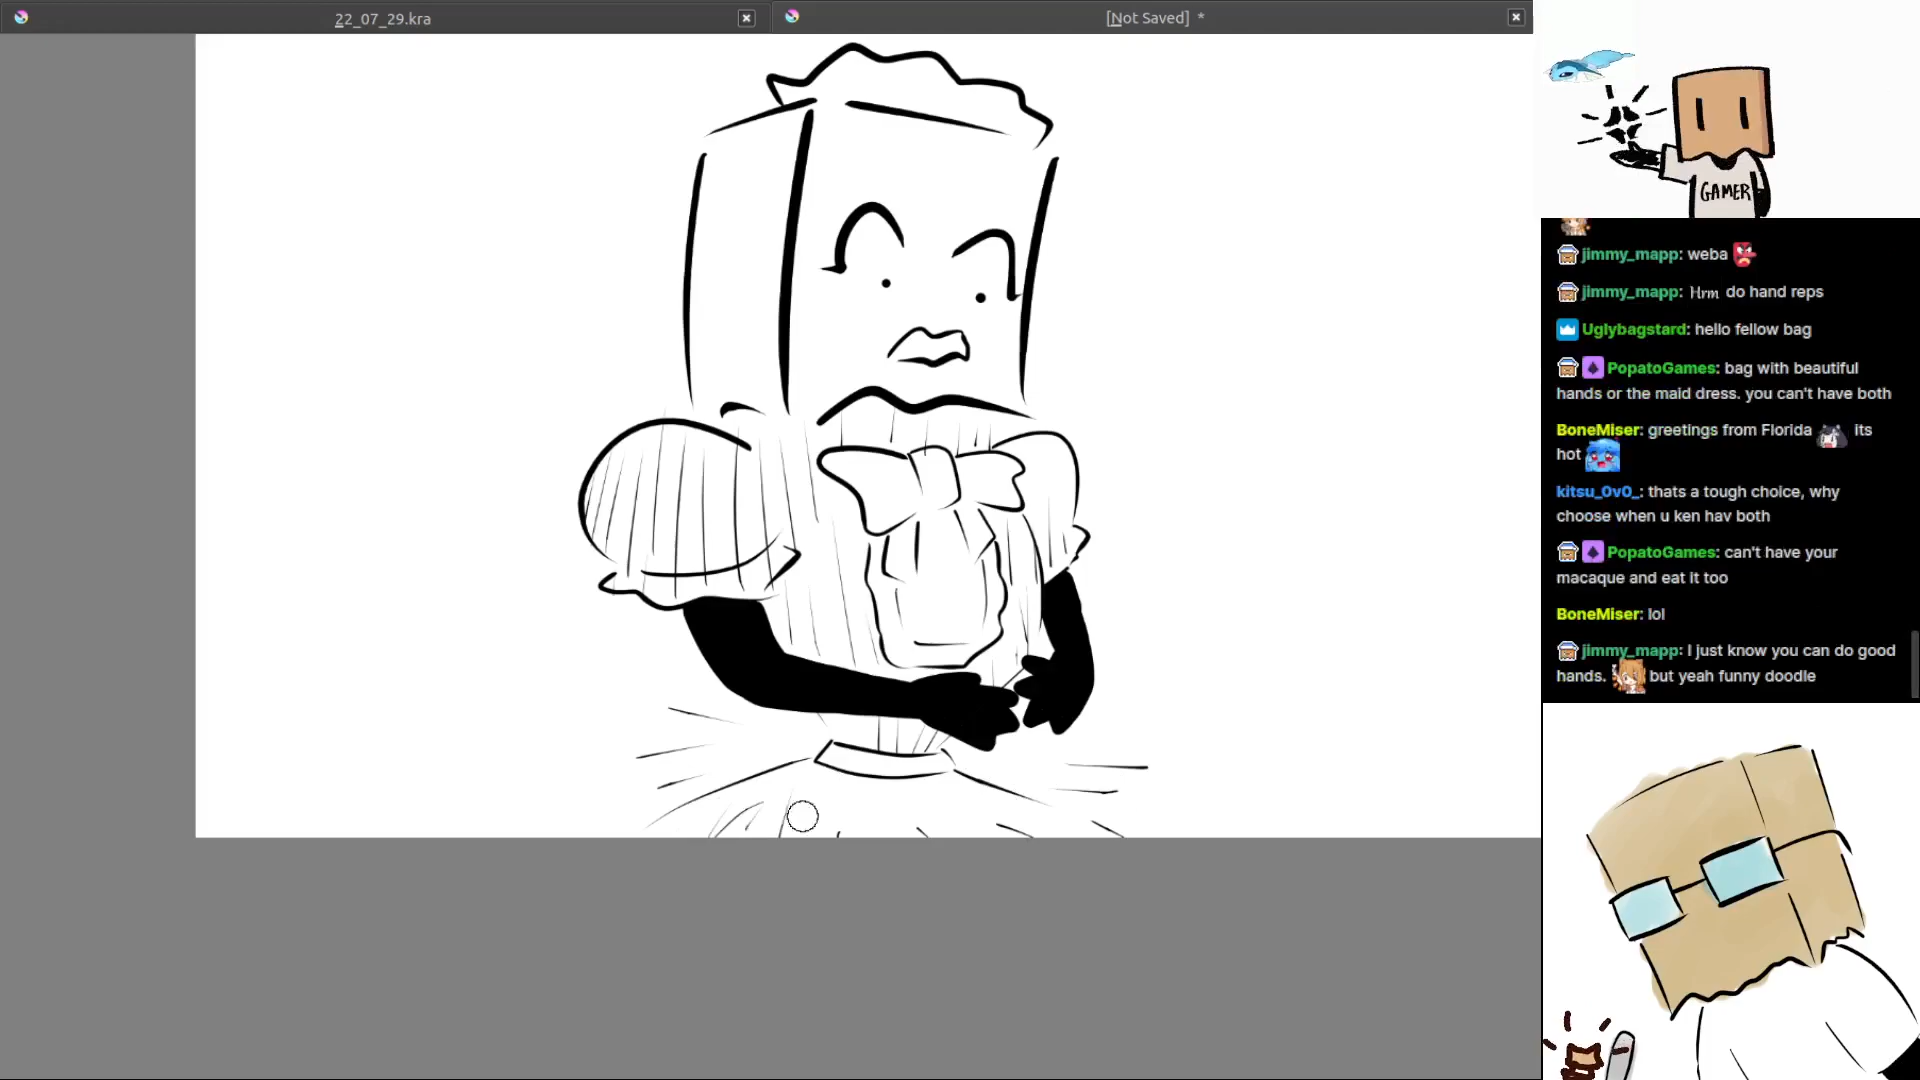 22_07_29.kra
[Not Saved] *
GAMER
jimmy_mapp: weba
jimmy_mapp: Hrm do hand reps
Uglybagstard: hello fellow bag
PopatoGames: bag with beautiful
hands or the maid dress. you can't have both
BoneMiser: greetings from Florida its
hot
kitsu_0v0_: thats a tough choice, why
choose when u ken hav both
PopatoGames: can't have your
macaque and eat it too
BoneMiser: lol
jimmy_mapp: I just know you can do good
hands. but yeah funny doodle